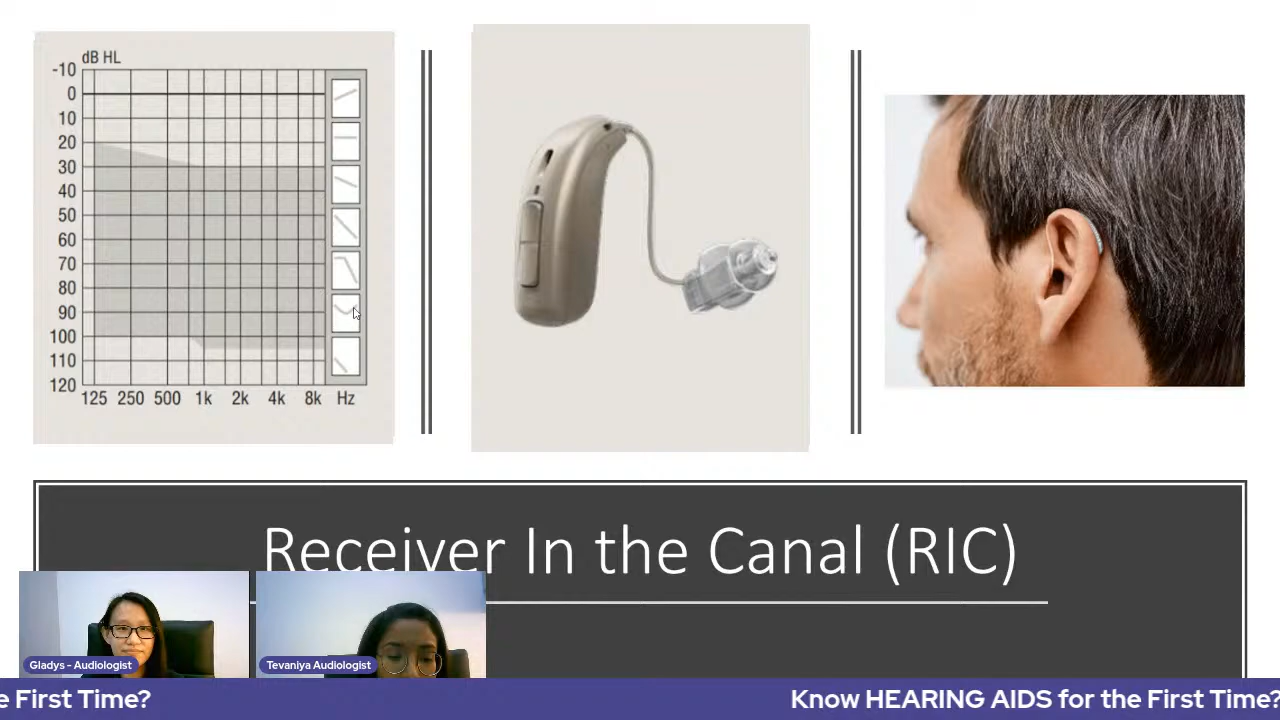 dB HL
-10
0
10
20
30
40
50
60
70
80
90
100
110
120
125 250 500 1k 2k 4k 8k Hz
Receiver In the Canal (RIC)
Gladys - Audiologist
Tevaniya Audiologist
e First Time?
Know HEARING AIDS for the First Time?